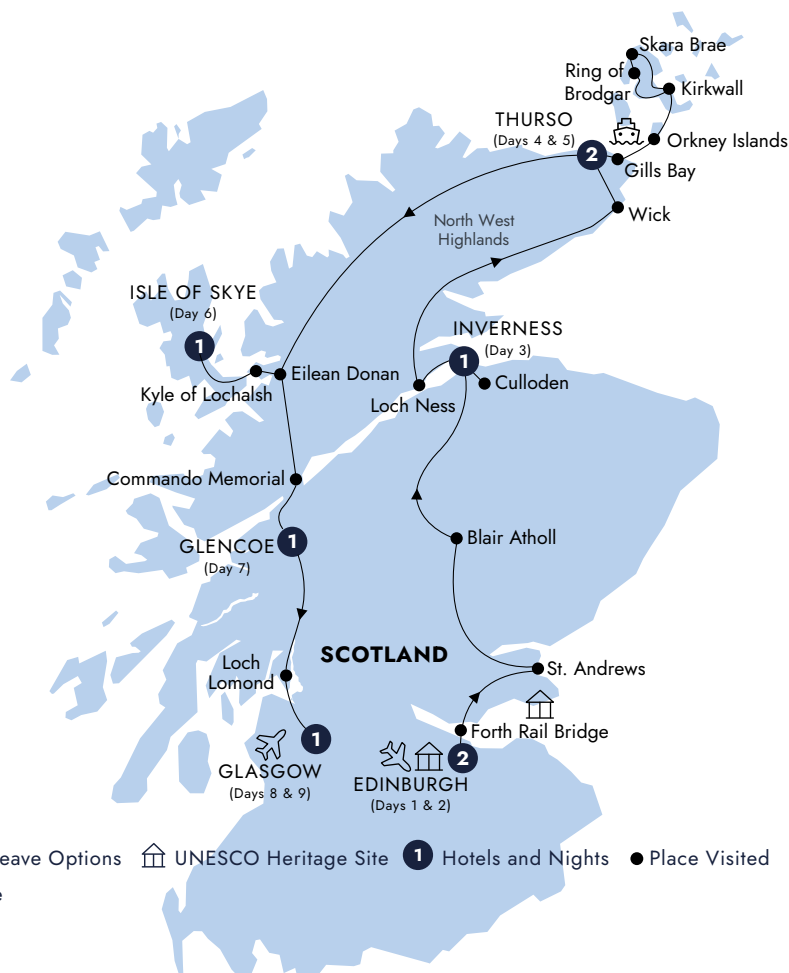 Skara Brae
Ring of
Brodgar
Kirkwall
THURSO
(Days 4 & 5)
2
Orkney Islands
Gills Bay
Wick
North West
Highlands
ISLE OF SKYE
(Day 6)
1
INVERNESS
(Day 3)
1
Eilean Donan
Kyle of Lochalsh
Culloden
Loch Ness
Commando Memorial
GLENCOE
1
(Day 7)
Blair Atholl
SCOTLAND
Loch
Lomond
St. Andrews
Forth Rail Bridge
1
GLASGOW
(Days 8 & 9)
2
EDINBURGH
(Days 1 & 2)
eave Options UNESCO Heritage Site 1 Hotels and Nights Place Visited
e